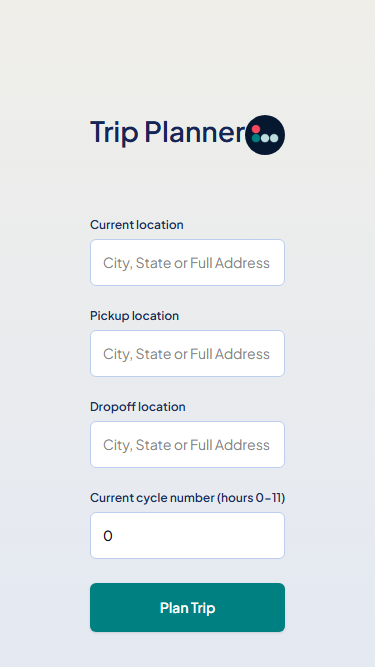 Trip Planner
Current location
City, State or Full Address
Pickup location
City, State or Full Address
Dropoff location
City, State or Full Address
Current cycle number (hours 0-11)
0
Plan Trip